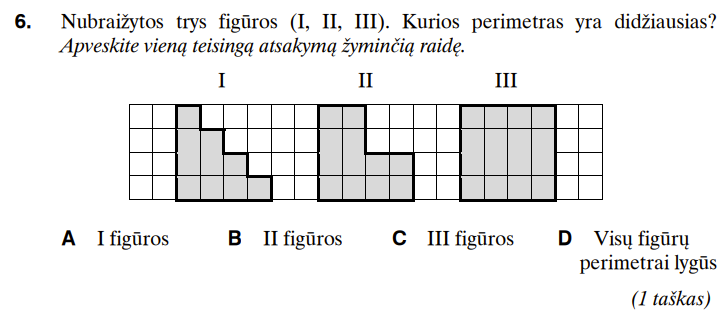 6. Nubraižytos trys figūros (I, II, III). Kurios perimetras yra didžiausias?
Apveskite vieną teisingą atsakymą žyminčią raidę.
I II III
A I figūros B II figūros C III figūros D Visų figūrų
perimetrai lygūs
(1 taškas)